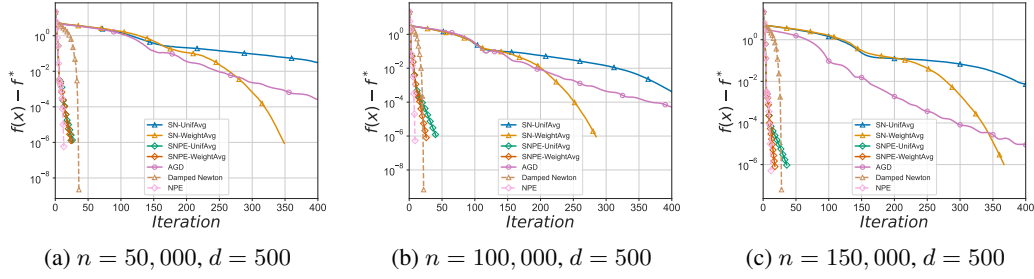 f(x) − f*
10^0
10^-2
10^-4
10^-6
10^-8
SN-UnifAvg
SN-WeightAvg
SNPE-UnifAvg
SNPE-WeightAvg
AGD
Damped Newton
NPE
0 50 100 150 200 250 300 350 400
Iteration
(a) n = 50,000, d = 500
f(x) − f*
10^0
10^-2
10^-4
10^-6
10^-8
SN-UnifAvg
SN-WeightAvg
SNPE-UnifAvg
SNPE-WeightAvg
AGD
Damped Newton
NPE
0 50 100 150 200 250 300 350 400
Iteration
(b) n = 100,000, d = 500
f(x) − f*
10^0
10^-2
10^-4
10^-6
SN-UnifAvg
SN-WeightAvg
SNPE-UnifAvg
SNPE-WeightAvg
AGD
Damped Newton
NPE
0 50 100 150 200 250 300 350 400
Iteration
(c) n = 150,000, d = 500